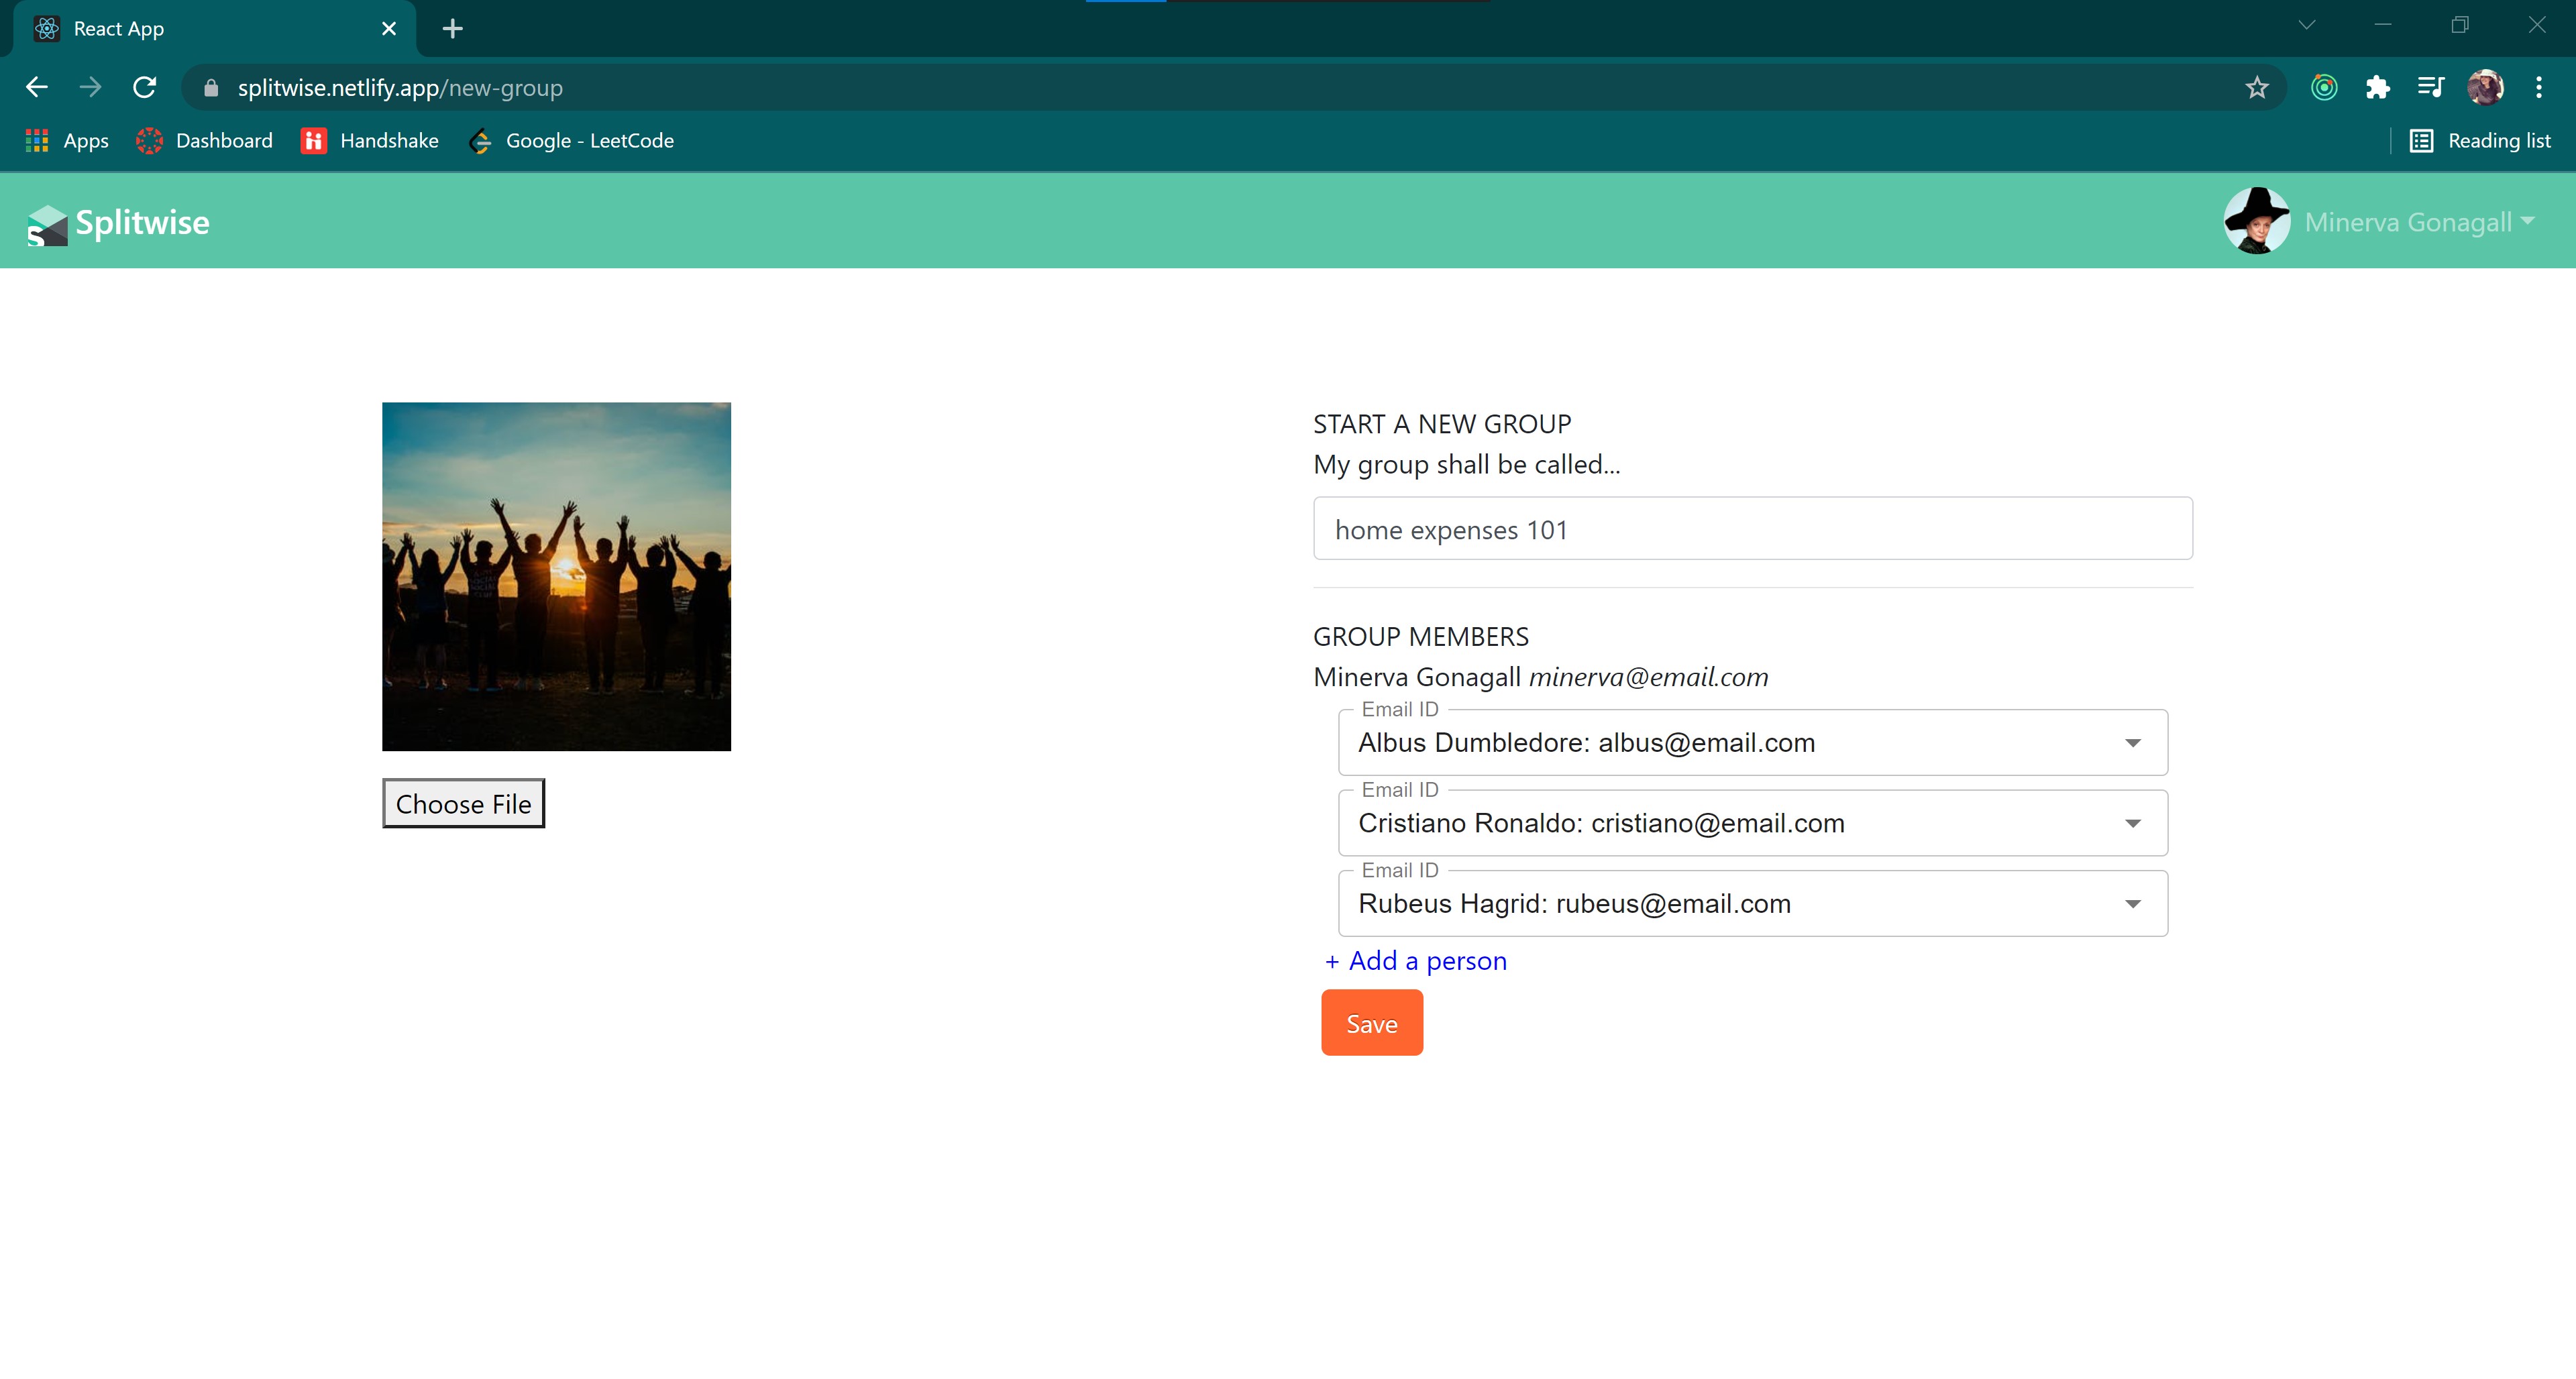 React App
splitwise.netlify.app/new-group
Apps Dashboard Handshake Google - LeetCode Reading list
Splitwise
Minerva Gonagall
START A NEW GROUP
My group shall be called...
home expenses 101
GROUP MEMBERS
Minerva Gonagall minerva@email.com
Email ID
Albus Dumbledore: albus@email.com
Email ID
Cristiano Ronaldo: cristiano@email.com
Email ID
Rubeus Hagrid: rubeus@email.com
+ Add a person
Save
Choose File